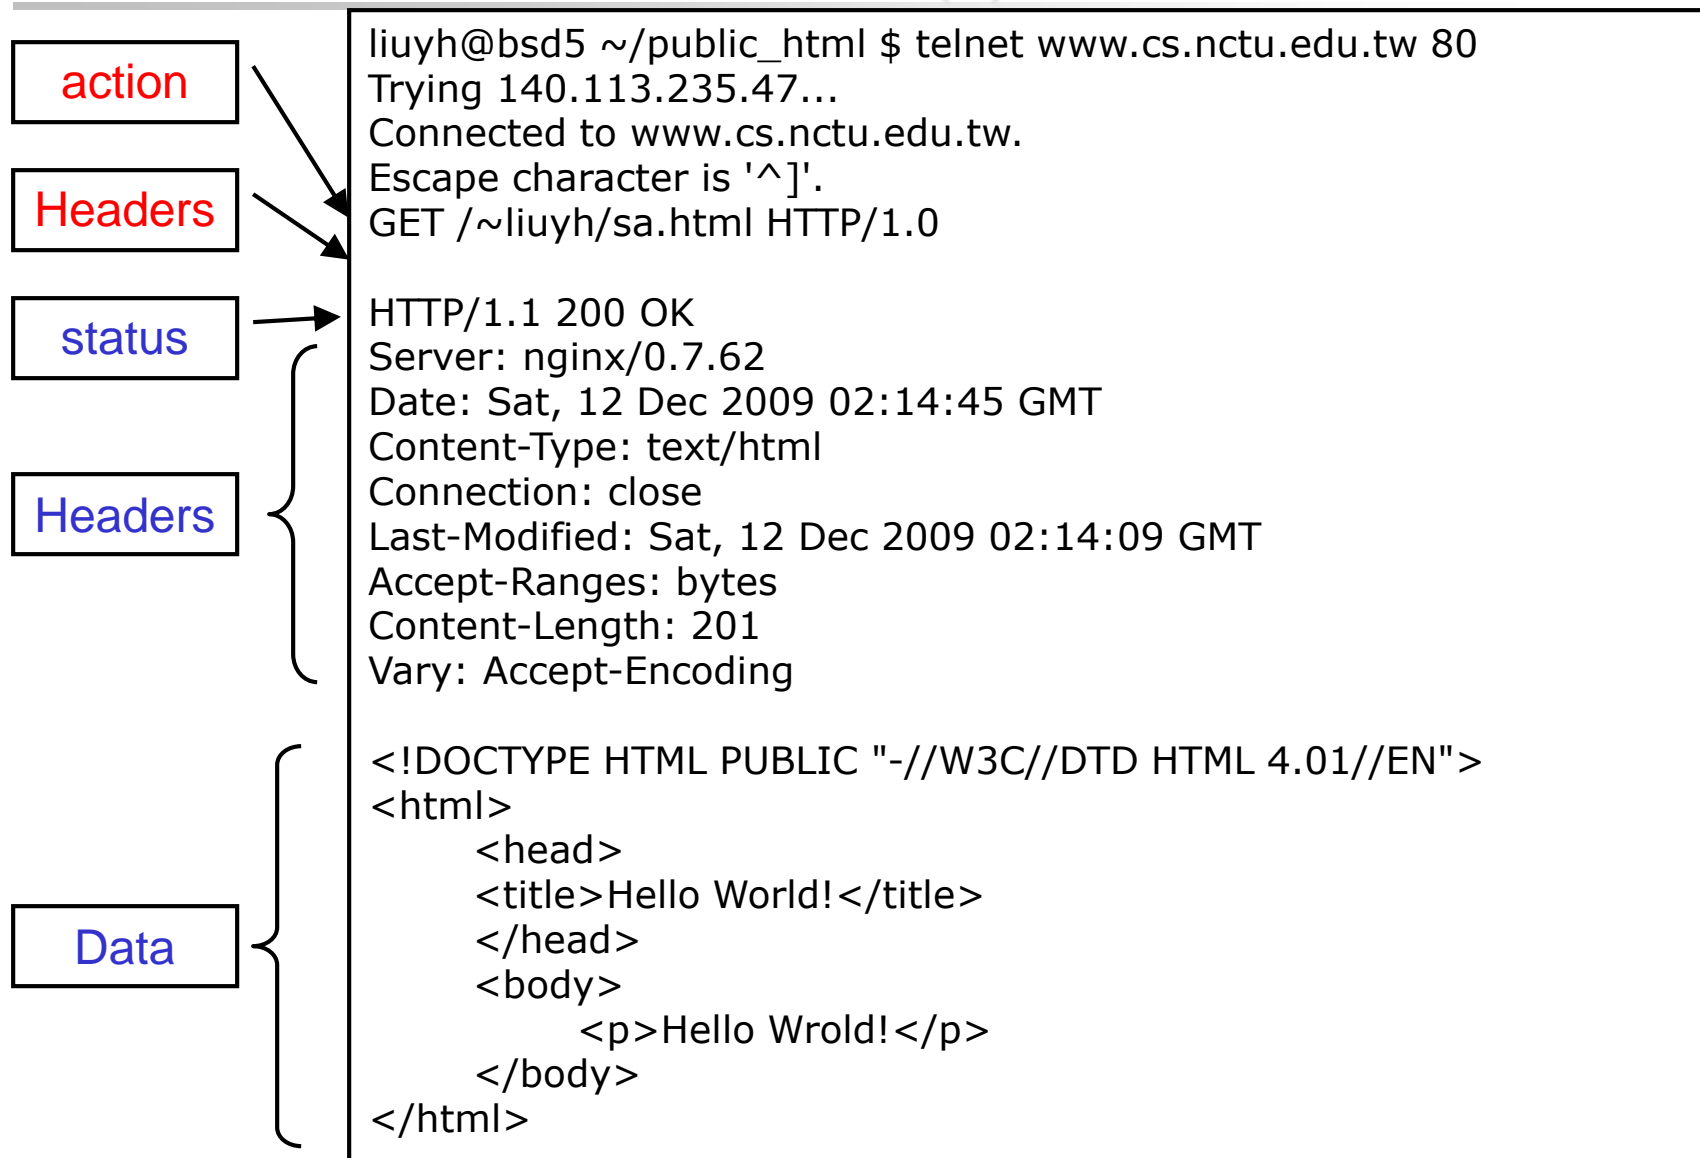 action
Headers
status
Headers
Data
liuyh@bsd5 ~/public_html $ telnet www.cs.nctu.edu.tw 80
Trying 140.113.235.47...
Connected to www.cs.nctu.edu.tw.
Escape character is '^]'.
GET /~liuyh/sa.html HTTP/1.0
HTTP/1.1 200 OK
Server: nginx/0.7.62
Date: Sat, 12 Dec 2009 02:14:45 GMT
Content-Type: text/html
Connection: close
Last-Modified: Sat, 12 Dec 2009 02:14:09 GMT
Accept-Ranges: bytes
Content-Length: 201
Vary: Accept-Encoding
<!DOCTYPE HTML PUBLIC "-//W3C//DTD HTML 4.01//EN">
<html>
<head>
<title>Hello World!</title>
</head>
<body>
<p>Hello Wrold!</p>
</body>
</html>